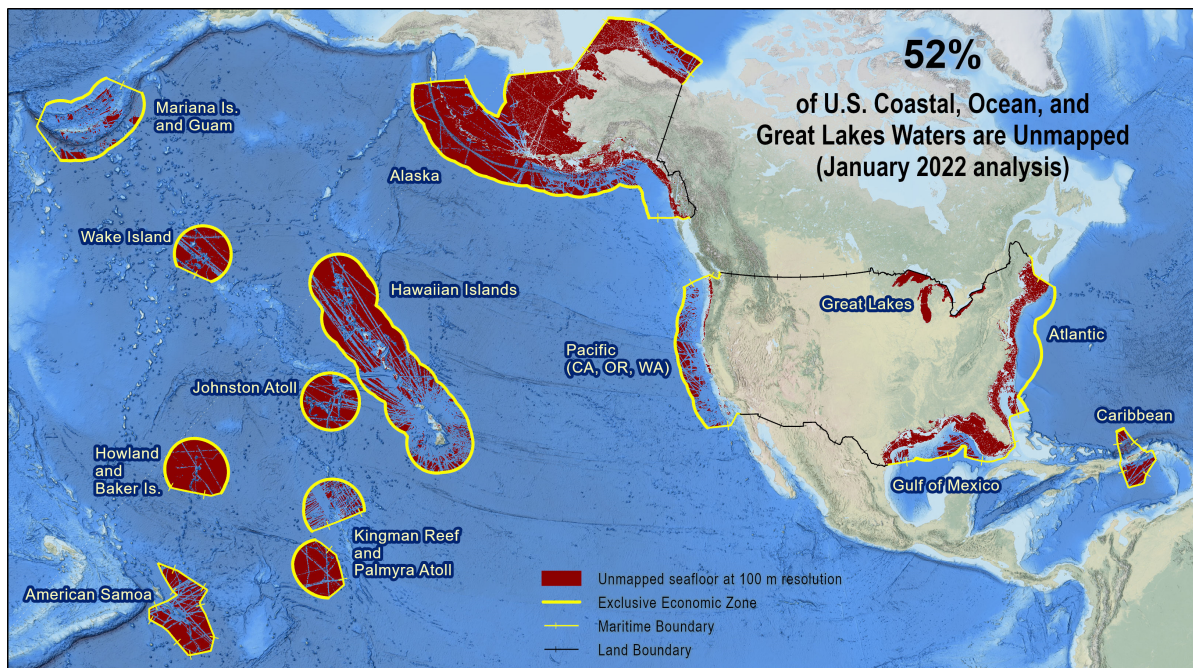 52%
of U.S. Coastal, Ocean, and
Great Lakes Waters are Unmapped
(January 2022 analysis)
Mariana Is.
and Guam
Alaska
Wake Island
Hawaiian Islands
Great Lakes
Pacific
(CA, OR, WA)
Atlantic
Johnston Atoll
Caribbean
Howland
and
Baker Is.
Gulf of Mexico
Kingman Reef
and
Palmyra Atoll
American Samoa
Unmapped seafloor at 100 m resolution
Exclusive Economic Zone
Maritime Boundary
Land Boundary